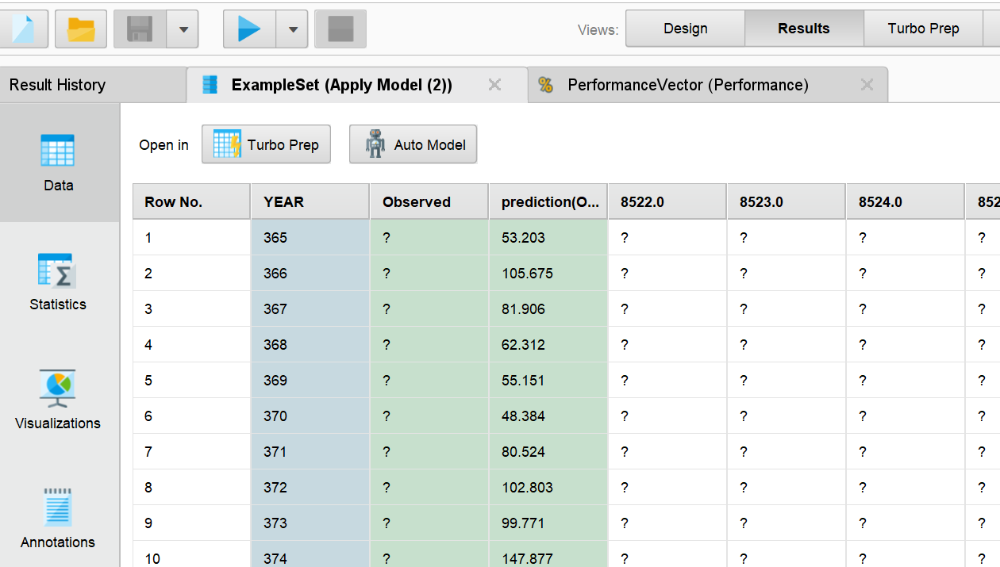 Views: Design Results Turbo Prep
Result History ExampleSet (Apply Model (2)) PerformanceVector (Performance)
Open in Turbo Prep Auto Model
Data
Statistics
Visualizations
Annotations
Row No. YEAR Observed prediction(O... 8522.0 8523.0 8524.0 852
1 365 ? 53.203 ? ? ? ?
2 366 ? 105.675 ? ? ? ?
3 367 ? 81.906 ? ? ? ?
4 368 ? 62.312 ? ? ? ?
5 369 ? 55.151 ? ? ? ?
6 370 ? 48.384 ? ? ? ?
7 371 ? 80.524 ? ? ? ?
8 372 ? 102.803 ? ? ? ?
9 373 ? 99.771 ? ? ? ?
10 374 ? 147.877 ? ? ? ?